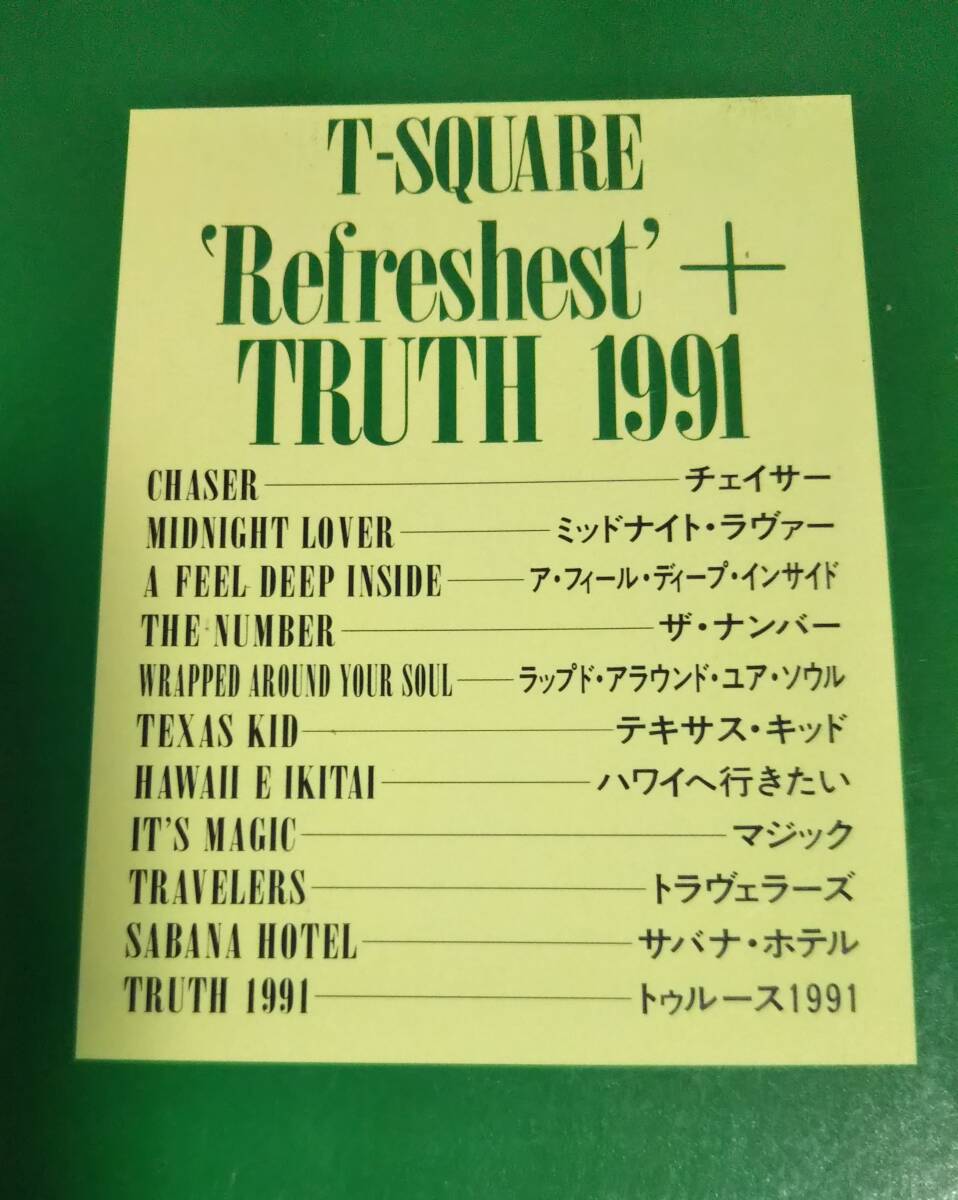 T-SQUARE
‘Refreshest’ +
TRUTH 1991
CHASER チェイサー
MIDNIGHT LOVER ミッドナイト・ラヴァー
A FEEL DEEP INSIDE ア・フィール・ディープ・インサイド
THE NUMBER ザ・ナンバー
WRAPPED AROUND YOUR SOUL ラップド・アラウンド・ユア・ソウル
TEXAS KID テキサス・キッド
HAWAII E IKITAI ハワイへ行きたい
IT'S MAGIC マジック
TRAVELERS トラヴェラーズ
SABANA HOTEL サバナ・ホテル
TRUTH 1991 トゥルース1991